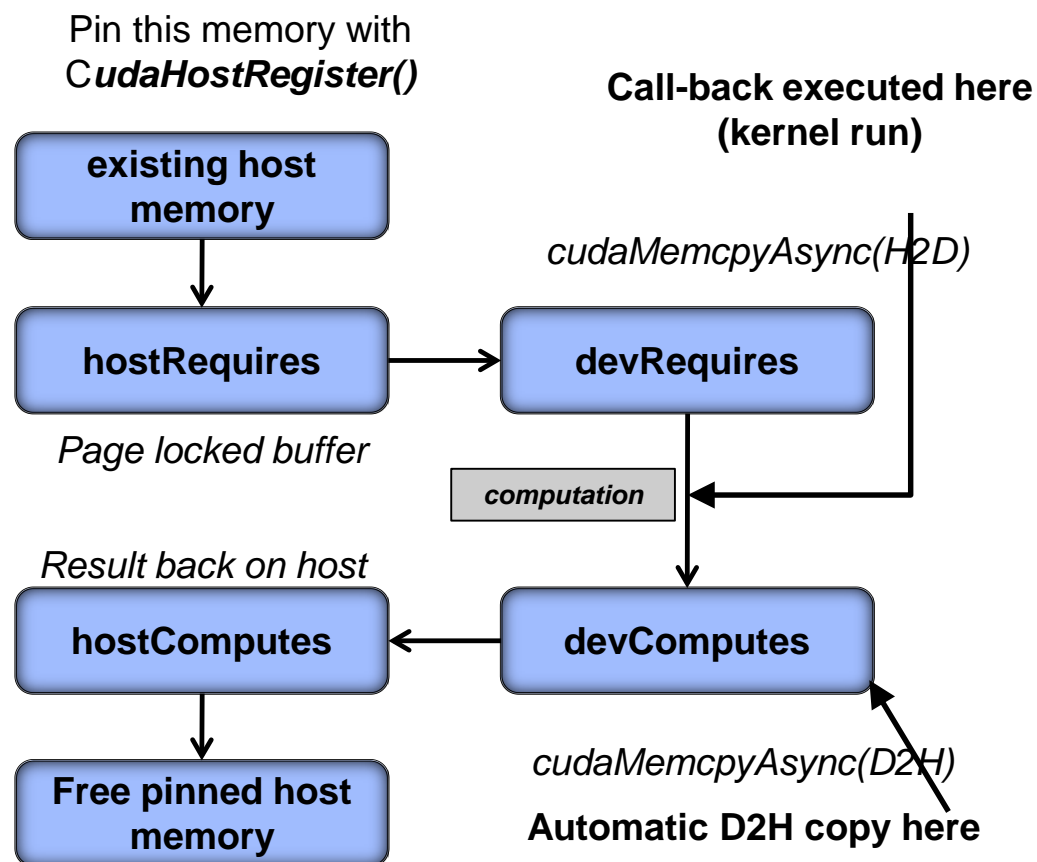 Pin this memory with
CudaHostRegister()
Call-back executed here
(kernel run)
existing host
memory
cudaMemcpyAsync(H2D)
hostRequires
devRequires
Page locked buffer
computation
Result back on host
hostComputes
devComputes
cudaMemcpyAsync(D2H)
Free pinned host
memory
Automatic D2H copy here